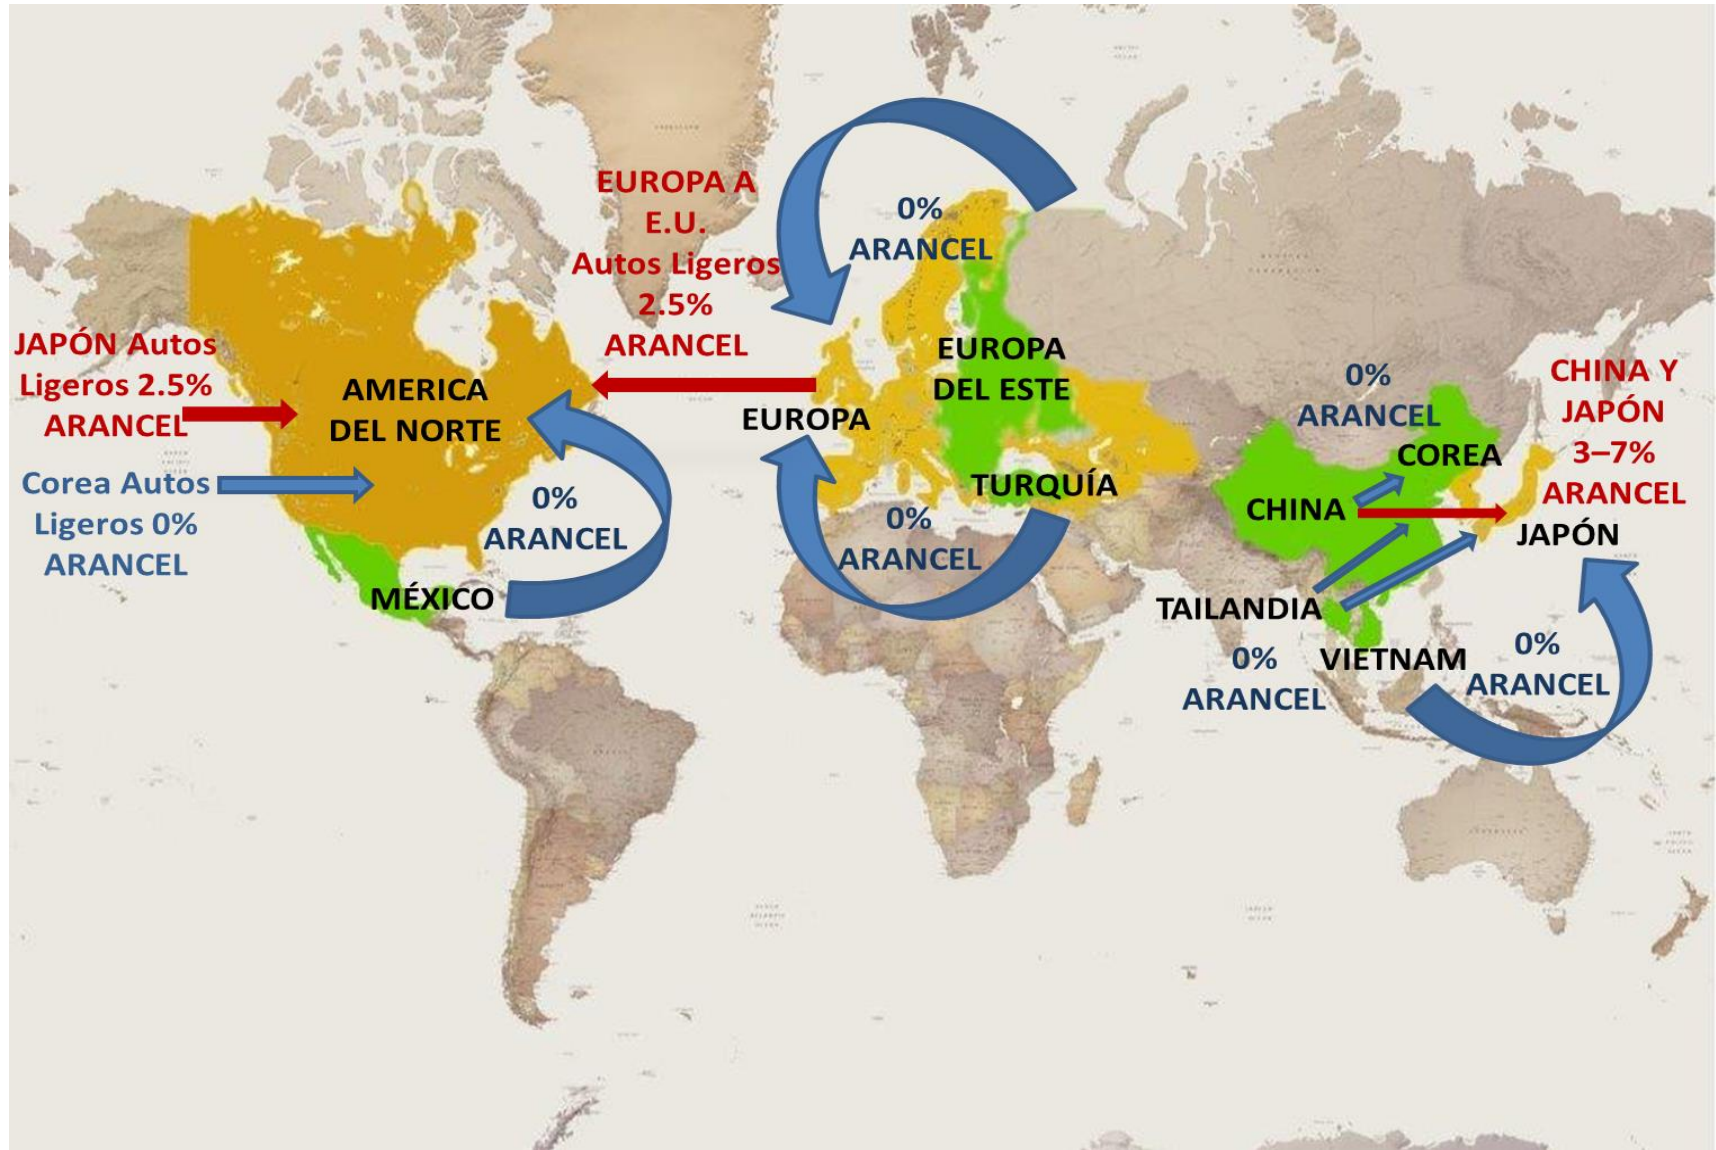 EUROPA A
E.U.
Autos Ligeros
2.5%
ARANCEL
0%
ARANCEL
JAPÓN Autos
Ligeros 2.5%
ARANCEL
AMERICA
DEL NORTE
Corea Autos
Ligeros 0%
ARANCEL
0%
ARANCEL
MÉXICO
EUROPA
EUROPA
DEL ESTE
TURQUÍA
0%
ARANCEL
0%
ARANCEL
COREA
CHINA
CHINA Y
JAPÓN
3–7%
ARANCEL
JAPÓN
TAILANDIA
0%
ARANCEL
VIETNAM
0%
ARANCEL